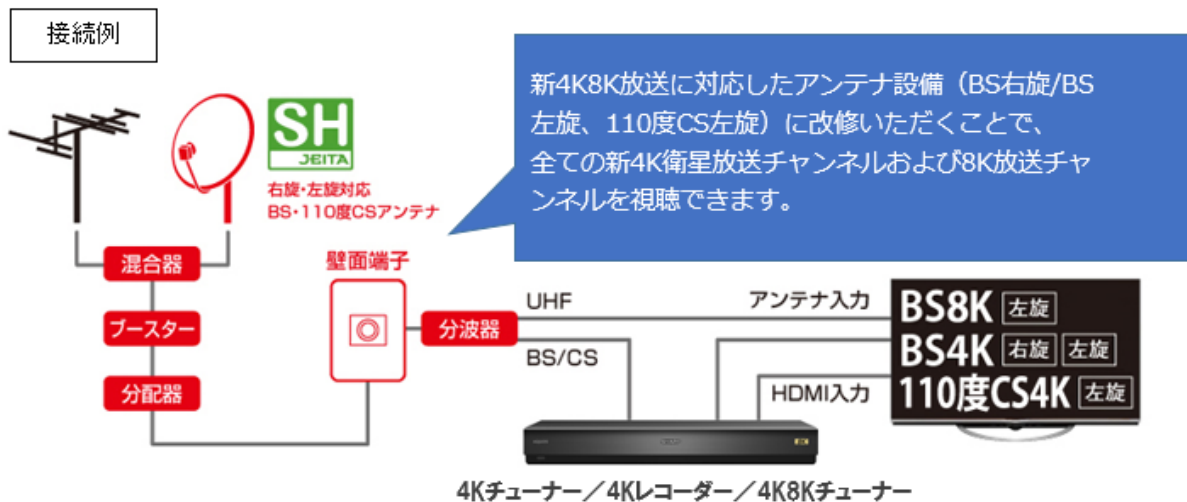 接続例
新4K8K放送に対応したアンテナ設備（BS右旋/BS
左旋、110度CS左旋）に改修いただくことで、
全ての新4K衛星放送チャンネルおよび8K放送チャ
ンネルを視聴できます。
SH
JEITA
右旋・左旋対応
BS・110度CSアンテナ
混合器
ブースター
分配器
壁面端子
分波器
UHF
BS/CS
アンテナ入力
HDMI入力
BS8K 左旋
BS4K 右旋 左旋
110度CS4K 左旋
4Kチューナー／4Kレコーダー／4K8Kチューナー